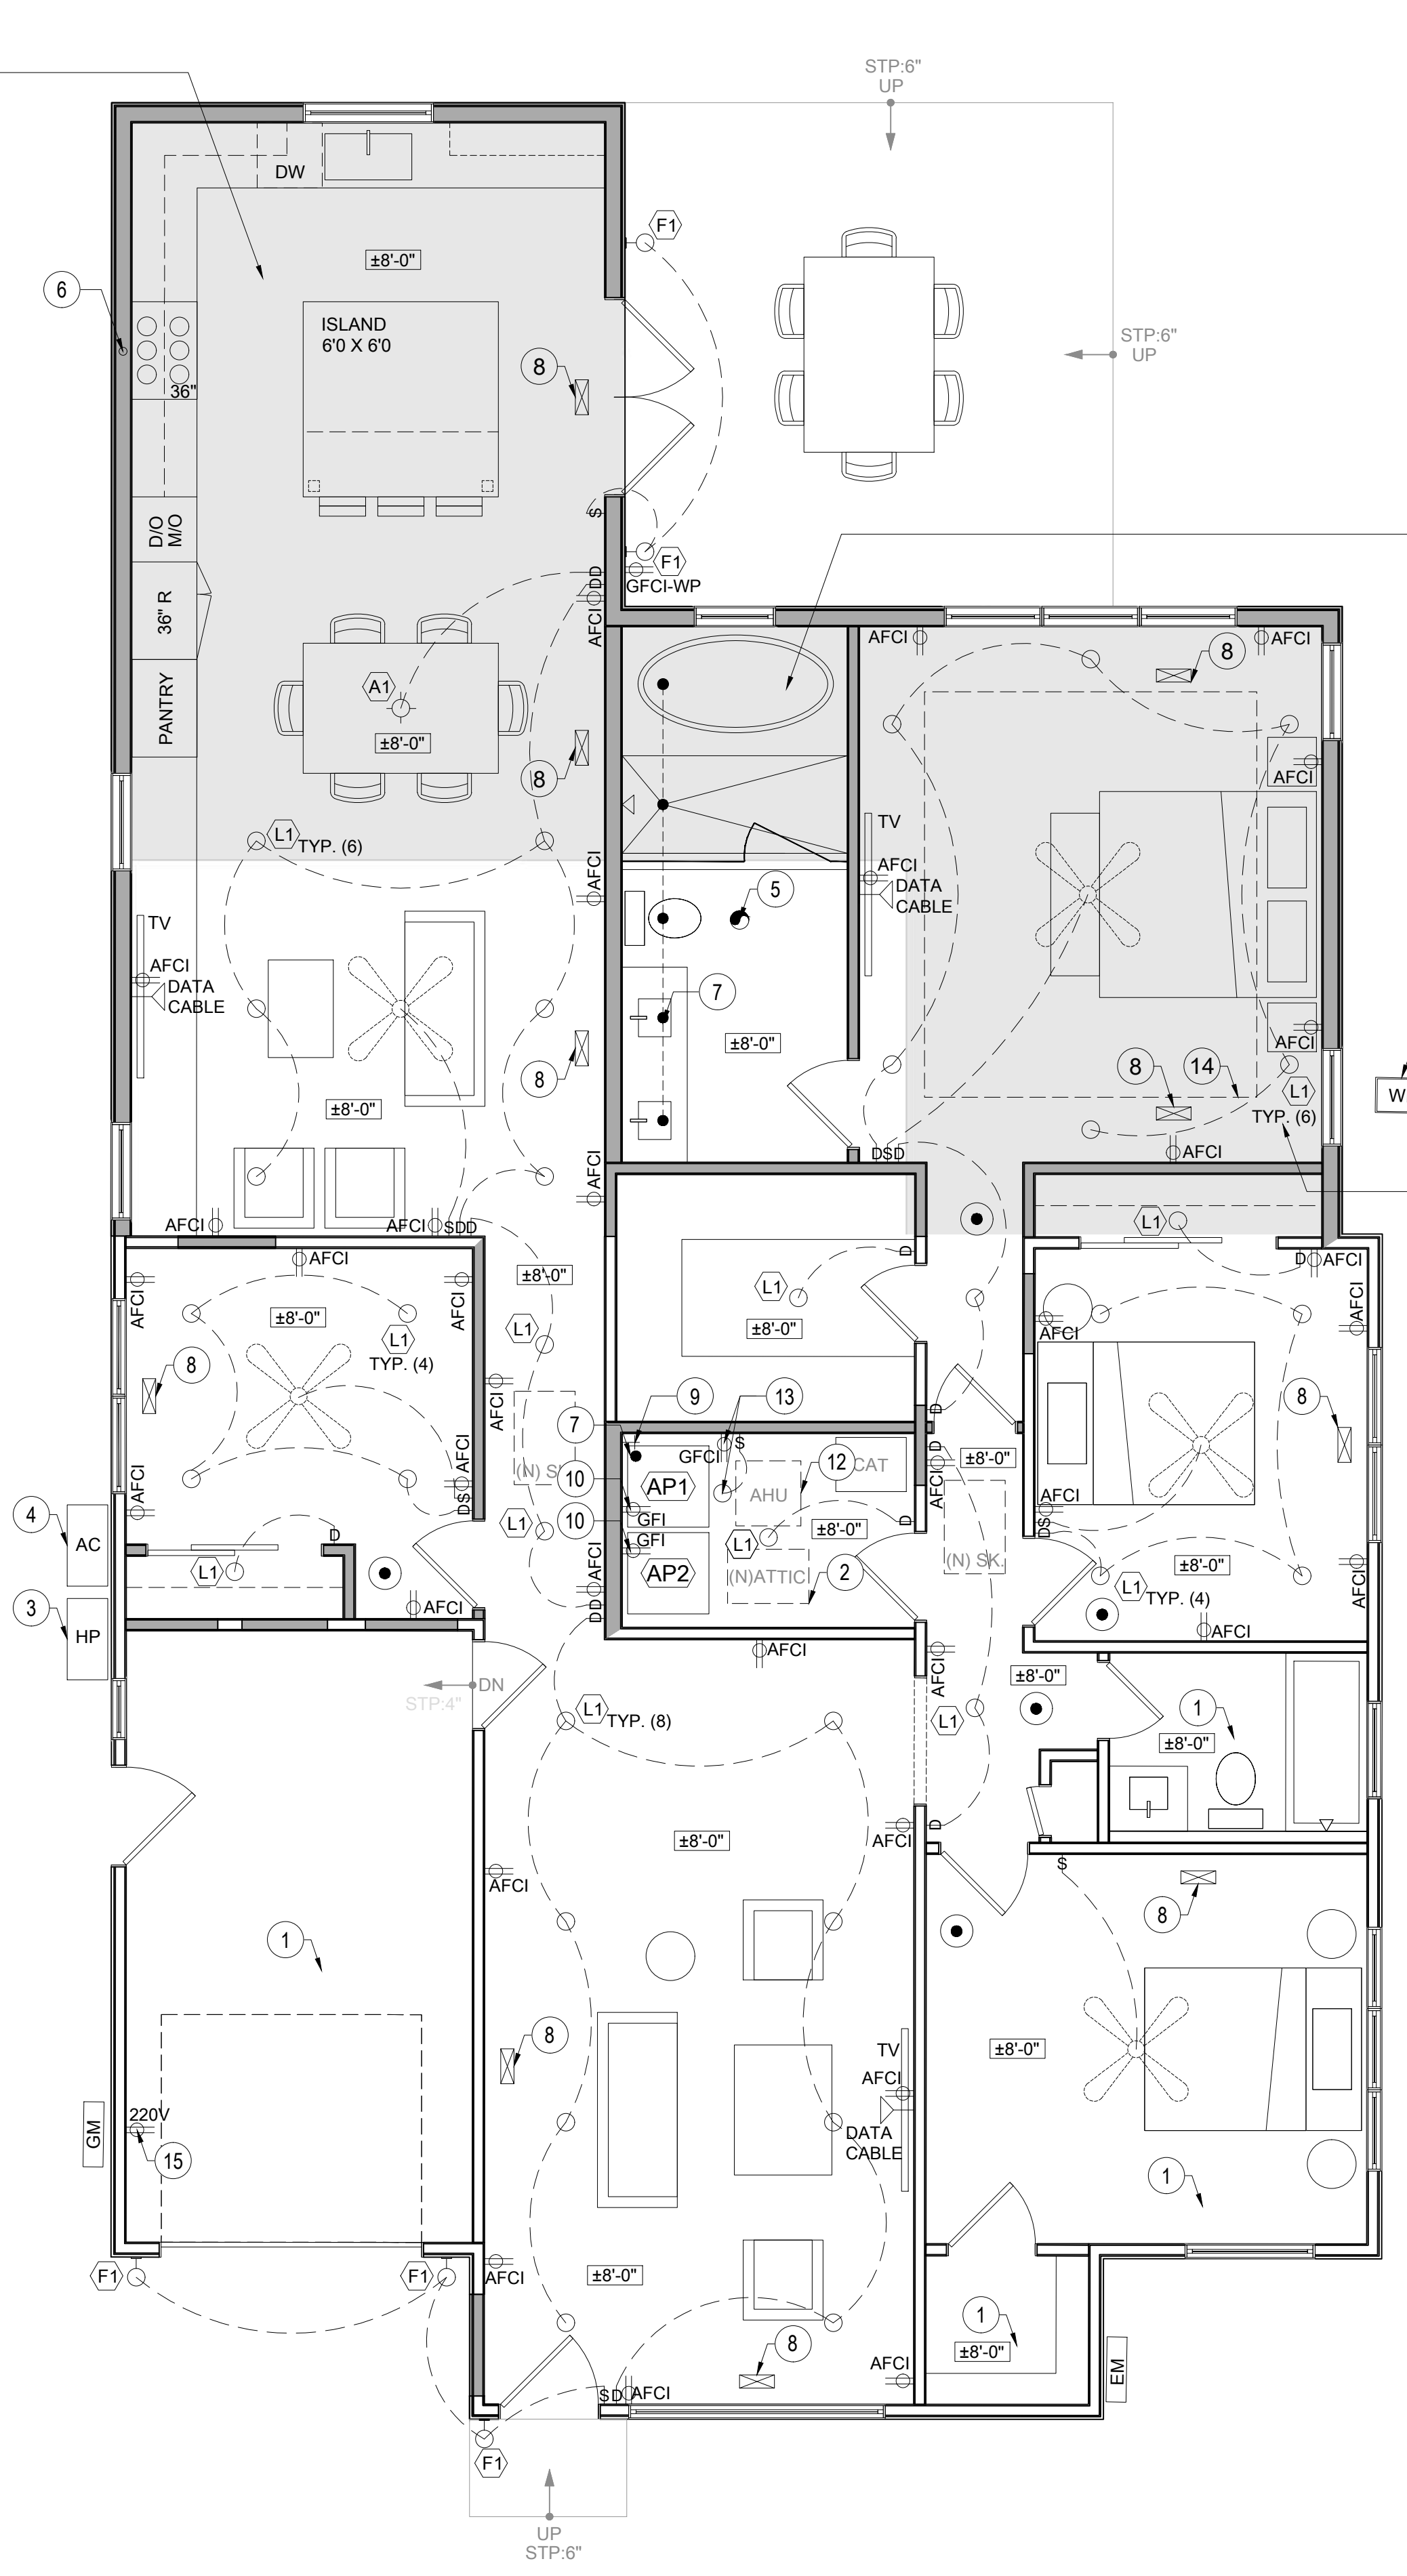 STP:6"
UP
DW
F1
±8'-0"
6
ISLAND
6'0 X 6'0
STP:6"
UP
8
36"
D/O
M/O
$
F1
GFCI-WP
DD
36" R
AFCI
AFCI
AFCI
8
PANTRY
A1
±8'-0"
8
AFCI
L1
TYP. (6)
TV
AFCI
AFCI
DATA
CABLE
5
TV
AFCI
DATA
CABLE
7
±8'-0"
AFCI
8
14
8
L1
TYP. (6)
W
±8'-0"
D$D
AFCI
AFCI
AFCI
AFCI
$DD
L1
D
AFCI
AFCI
±8'-0"
D
AFCI
AFCI
AFCI
±8'-0"
L1
L1
±8'-0"
AFCI
L1
TYP. (4)
8
AFCI
9
13
D
8
7
GFCI
$
D
±8'-0"
(N) S
10
AP1
12
CAT
AFCI
AFCI
AHU
AFCI
AFCI
D$
4
AC
L1
10
GFI
GFI
L1
±8'-0"
D
D$
D
(N) SK.
±8'-0"
AFCI
L1
AP2
(N)ATTIC
2
L1
TYP. (4)
3
HP
AFCI
AFCI
DD
AFCI
AFCI
AFCI
DN
STP:4"
±8'-0"
L1
TYP. (8)
L1
1
±8'-0"
±8'-0"
AFCI
D
$
AFCI
1
8
8
TV
±8'-0"
AFCI
220V
GM
15
DATA
CABLE
1
F1
F1
AFCI
±8'-0"
1
8
±8'-0"
AFCI
EM
$D
AFCI
F1
UP
STP:6"